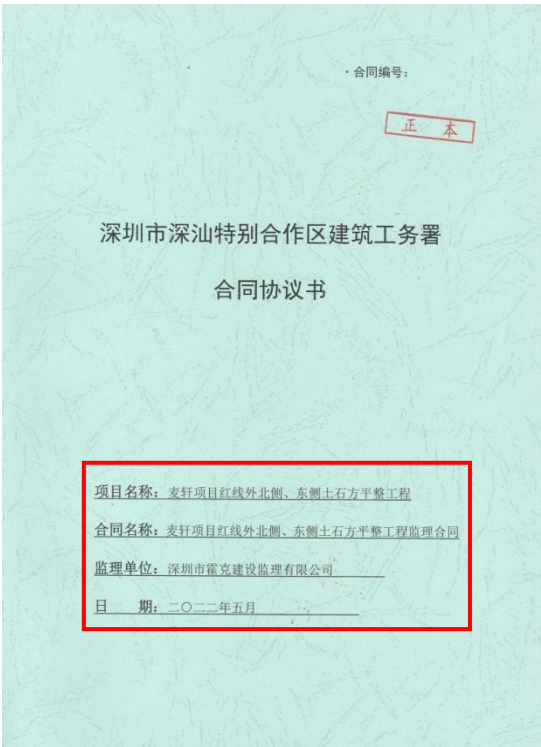 合同编号：
正 本
深圳市深汕特别合作区建筑工务署
合同协议书
项目名称：麦轩项目红线外北侧、东侧土石方平整工程
合同名称：麦轩项目红线外北侧、东侧土石方平整工程监理合同
监理单位：深圳市霍克建设监理有限公司
日 期：二〇二二年五月